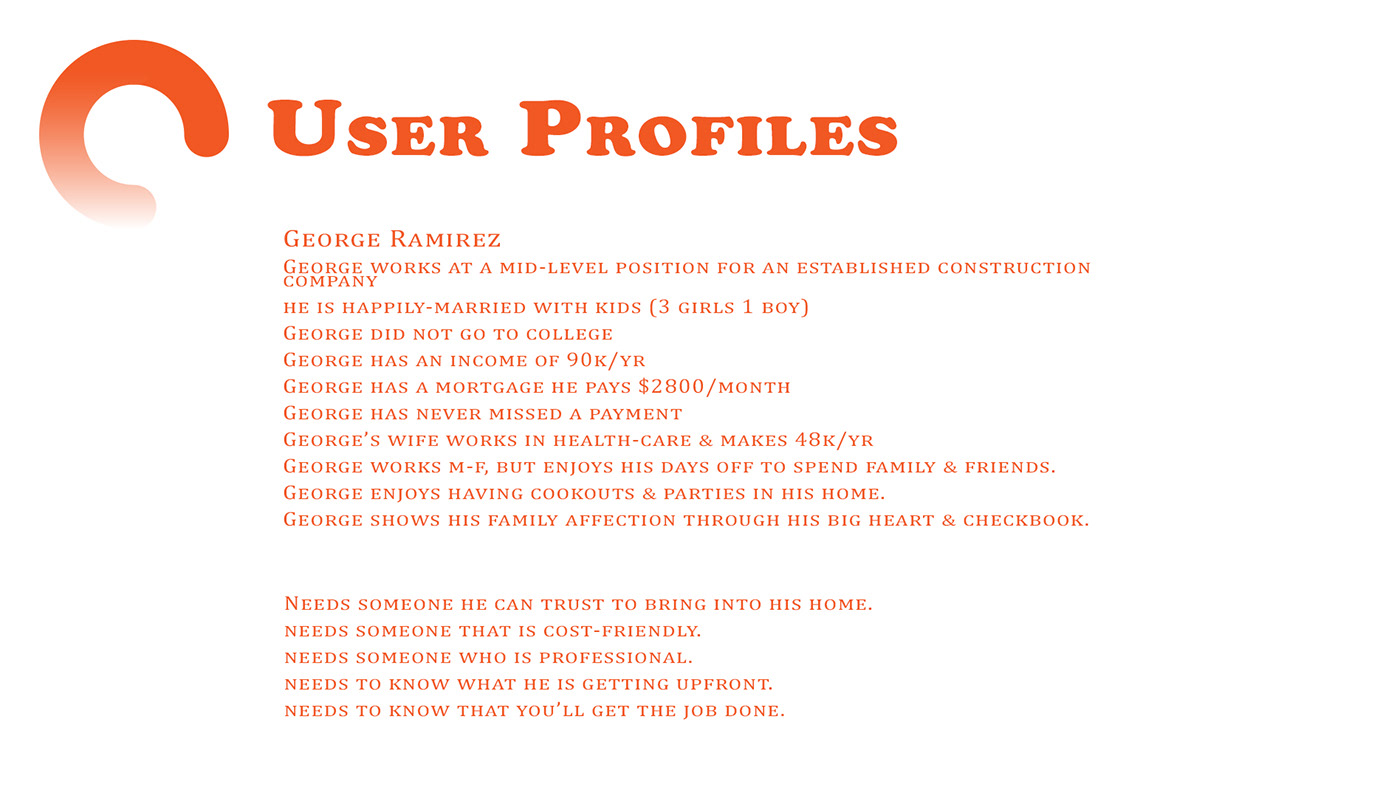 User Profiles
George Ramirez
George works at a mid-level position for an established construction
company
he is happily-married with kids (3 girls 1 boy)
George did not go to college
George has an income of 90k/yr
George has a mortgage he pays $2800/month
George has never missed a payment
George’s wife works in health-care & makes 48k/yr
George works m-f, but enjoys his days off to spend family & friends.
George enjoys having cookouts & parties in his home.
George shows his family affection through his big heart & checkbook.
Needs someone he can trust to bring into his home.
needs someone that is cost-friendly.
needs someone who is professional.
needs to know what he is getting upfront.
needs to know that you’ll get the job done.